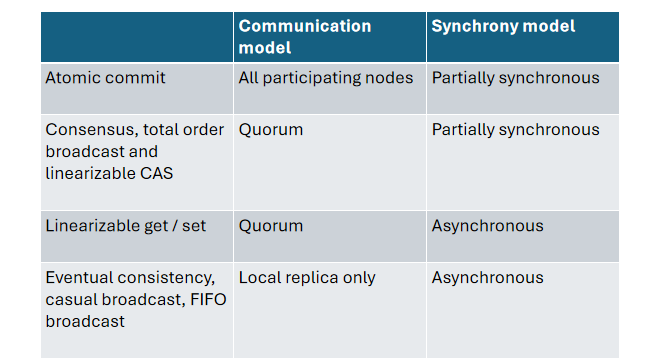 Communication model
Synchrony model
Atomic commit
All participating nodes
Partially synchronous
Consensus, total order
broadcast and
linearizable CAS
Quorum
Partially synchronous
Linearizable get / set
Quorum
Asynchronous
Eventual consistency,
casual broadcast, FIFO
broadcast
Local replica only
Asynchronous